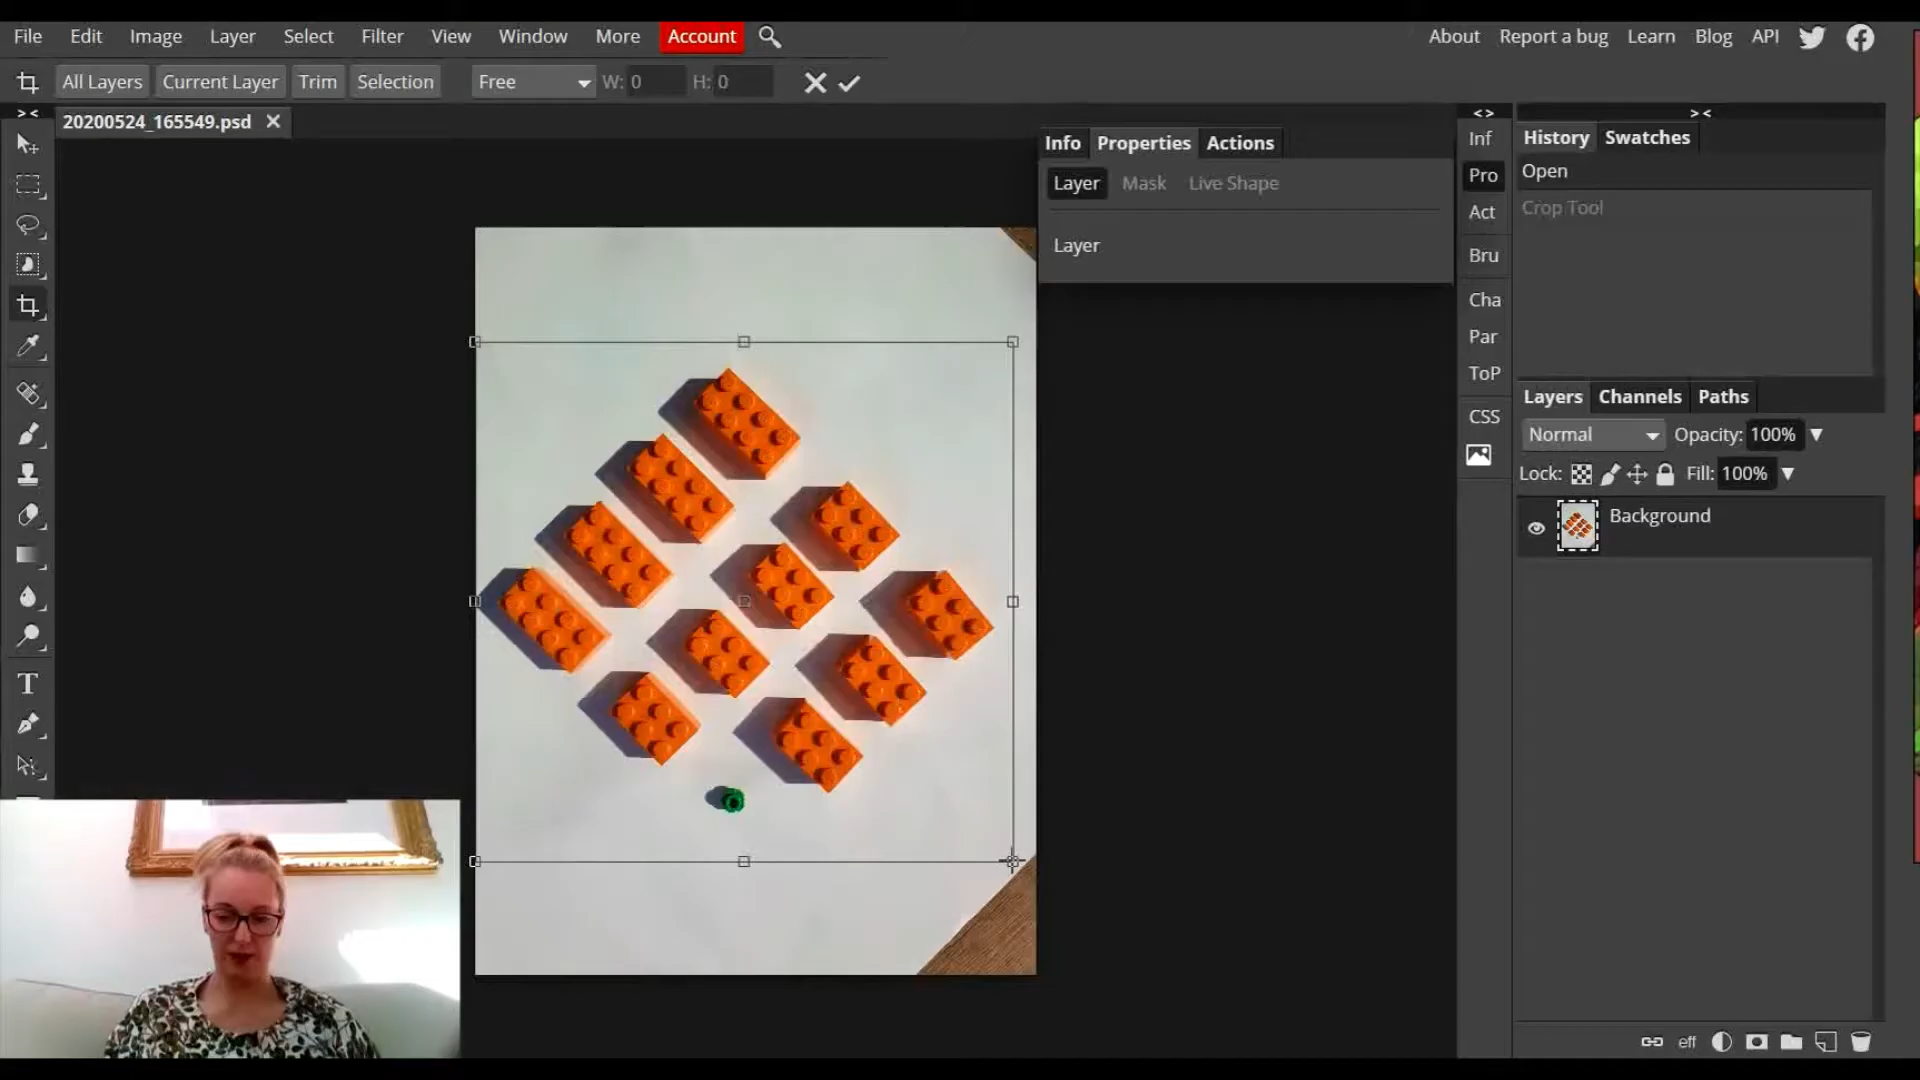 File Edit Image Layer Select Filter View Window More Account About Report a bug Learn Blog API
All Layers Current Layer Trim Selection Free W: 0 H: 0
> < < > > <
20200524_165549.psd
Info Properties Actions
Layer Mask Live Shape
Layer
Inf
Pro
Act
Bru
Cha
Par
ToP
CSS
History Swatches
Open
Crop Tool
Layers Channels Paths
Normal Opacity: 100%
Lock: Fill: 100%
Background
T
eff